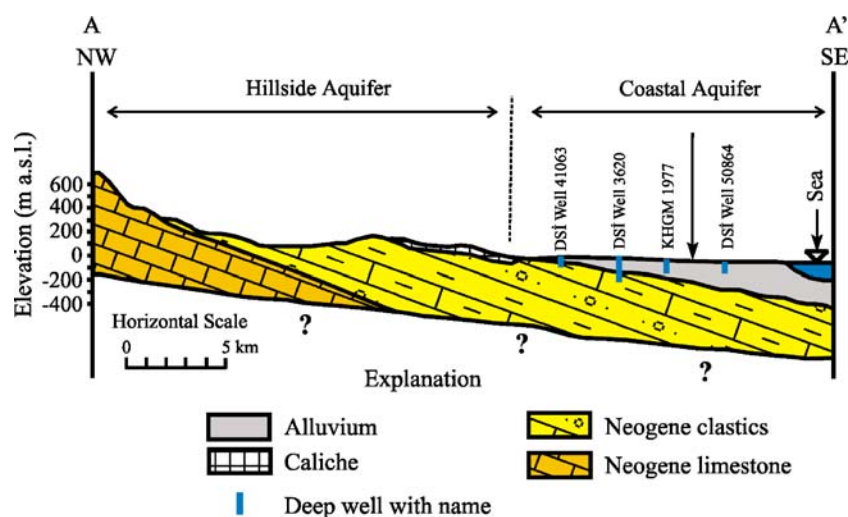 A
NW
A'
SE
Hillside Aquifer
Coastal Aquifer
DSİ Well 41063
DSİ Well 3620
KHGM 1977
DSİ Well 50864
Sea
Elevation (m a.s.l.)
600
400
200
0
-200
-400
Horizontal Scale
0 5 km
?
?
?
Explanation
Alluvium
Caliche
Deep well with name
Neogene clastics
Neogene limestone